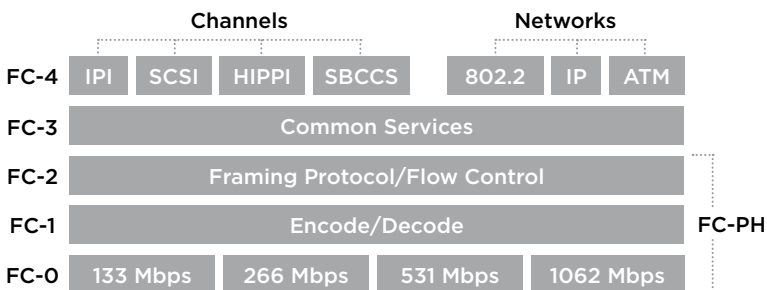 Channels Networks
FC-4 IPI SCSI HIPPI SBCCS 802.2 IP ATM
FC-3 Common Services
FC-2 Framing Protocol/Flow Control
FC-1 Encode/Decode FC-PH
FC-0 133 Mbps 266 Mbps 531 Mbps 1062 Mbps